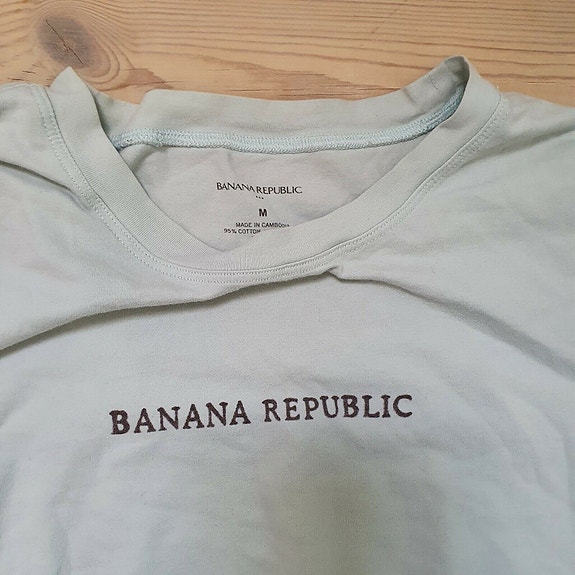 BANANA REPUBLIC
M
MADE IN CAMBODIA
95% COTTON
BANANA REPUBLIC